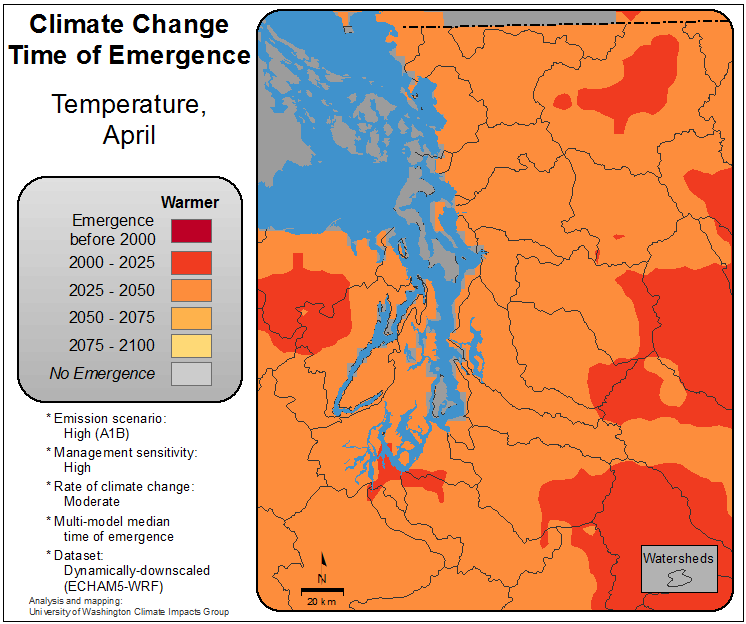 Climate Change
Time of Emergence
Temperature,
April
Warmer
Emergence
before 2000
2000 - 2025
2025 - 2050
2050 - 2075
2075 - 2100
No Emergence
* Emission scenario:
High (A1B)
* Management sensitivity:
High
* Rate of climate change:
Moderate
* Multi-model median
time of emergence
* Dataset:
Dynamically-downscaled
(ECHAM5-WRF)
Analysis and mapping:
University of Washington Climate Impacts Group
N
20 km
Watersheds